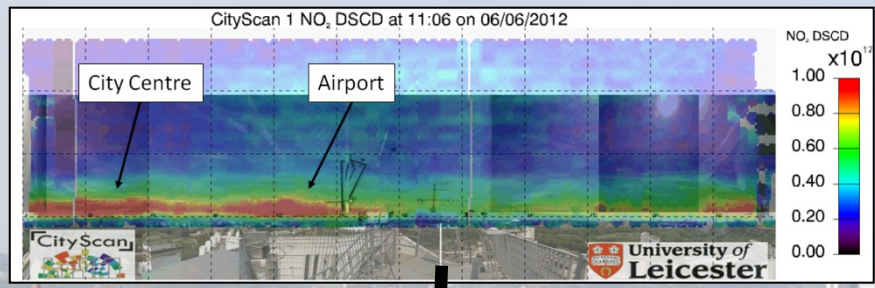 CityScan 1 NO₂ DSCD at 11:06 on 06/06/2012
NO₂ DSCD
x10¹⁷
1.00
0.80
0.60
0.40
0.20
0.00
City Centre
Airport
CityScan
University of
Leicester